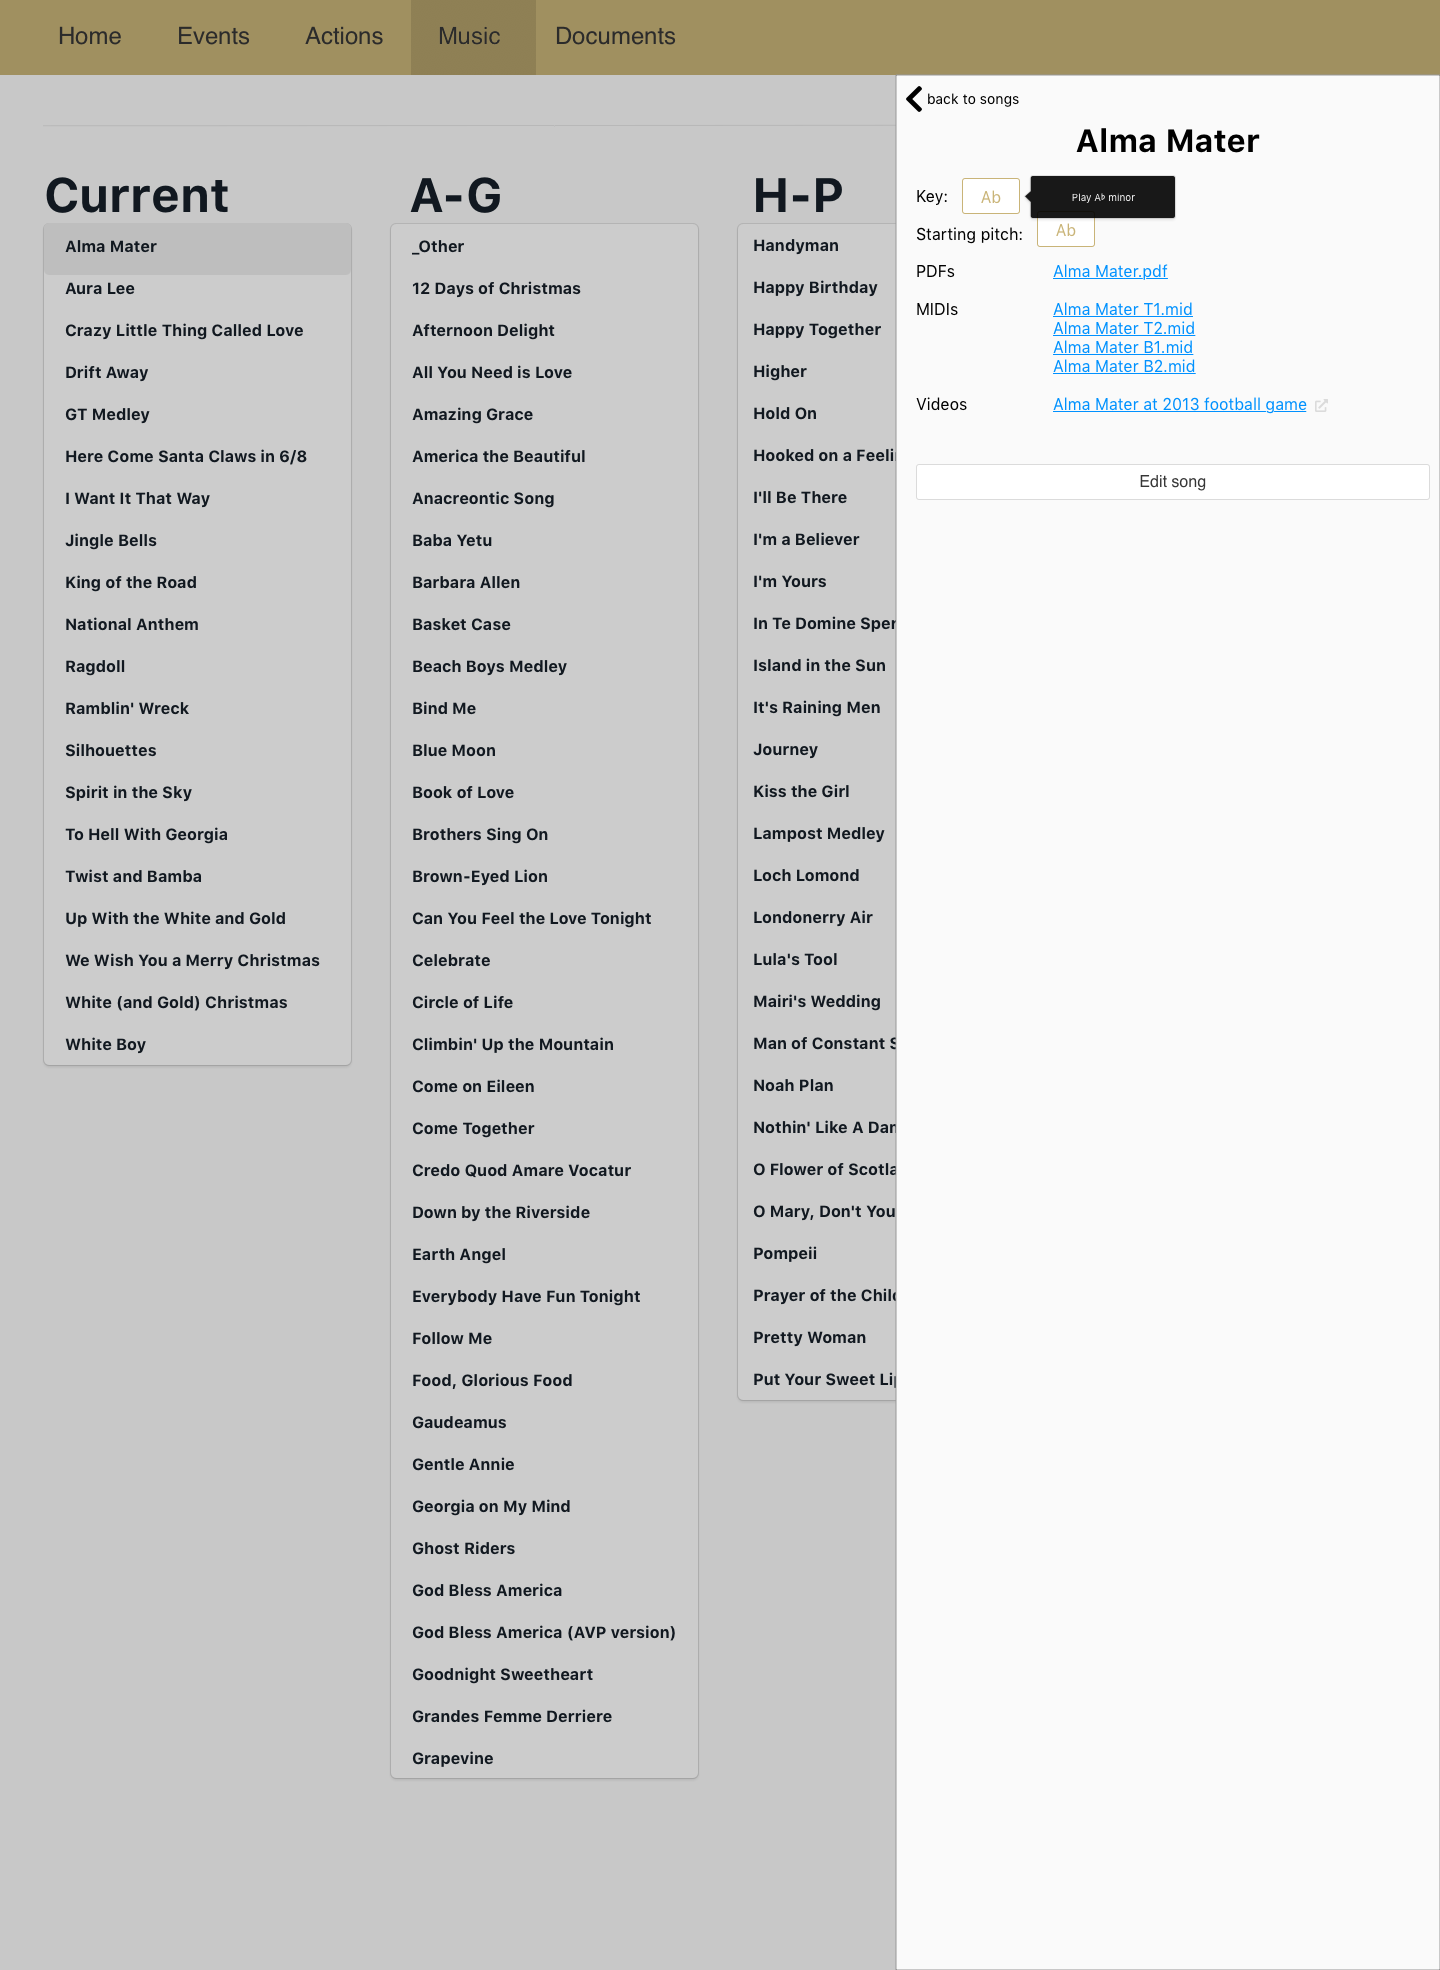 Home Events Actions Music Documents
back to songs
Alma Mater
Key: Ab
Play A♭ minor
Starting pitch: Ab
PDFs Alma Mater.pdf
MIDIs Alma Mater T1.mid
Alma Mater T2.mid
Alma Mater B1.mid
Alma Mater B2.mid
Videos Alma Mater at 2013 football game
Edit song
Current
Alma Mater
Aura Lee
Crazy Little Thing Called Love
Drift Away
GT Medley
Here Come Santa Claws in 6/8
I Want It That Way
Jingle Bells
King of the Road
National Anthem
Ragdoll
Ramblin' Wreck
Silhouettes
Spirit in the Sky
To Hell With Georgia
Twist and Bamba
Up With the White and Gold
We Wish You a Merry Christmas
White (and Gold) Christmas
White Boy
A-G
_Other
12 Days of Christmas
Afternoon Delight
All You Need is Love
Amazing Grace
America the Beautiful
Anacreontic Song
Baba Yetu
Barbara Allen
Basket Case
Beach Boys Medley
Bind Me
Blue Moon
Book of Love
Brothers Sing On
Brown-Eyed Lion
Can You Feel the Love Tonight
Celebrate
Circle of Life
Climbin' Up the Mountain
Come on Eileen
Come Together
Credo Quod Amare Vocatur
Down by the Riverside
Earth Angel
Everybody Have Fun Tonight
Follow Me
Food, Glorious Food
Gaudeamus
Gentle Annie
Georgia on My Mind
Ghost Riders
God Bless America
God Bless America (AVP version)
Goodnight Sweetheart
Grandes Femme Derriere
Grapevine
H-P
Handyman
Happy Birthday
Happy Together
Higher
Hold On
Hooked on a
I'll Be There
I'm a Believer
I'm Yours
In Te Domine
Island in the Sun
It's Raining Men
Journey
Kiss the Girl
Lampost Medley
Loch Lomond
Londonerry Air
Lula's Tool
Mairi's Wedding
Man of Constant
Noah Plan
Nothin' Like A
O Flower of
O Mary, Don't You
Pompeii
Prayer of the
Pretty Woman
Put Your Sweet